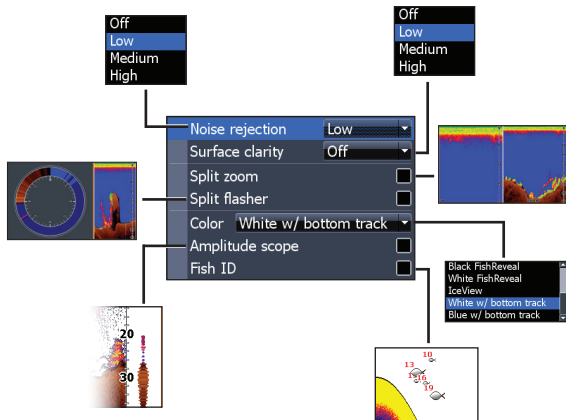 Off
Low
Medium
High
Off
Low
Medium
High
Noise rejection Low
Surface clarity Off
Split zoom
Split flasher
Color White w/ bottom track
Amplitude scope
Fish ID
Black FishReveal
White FishReveal
IceView
White w/ bottom track
Blue w/ bottom track
20
30
10
13
16
19